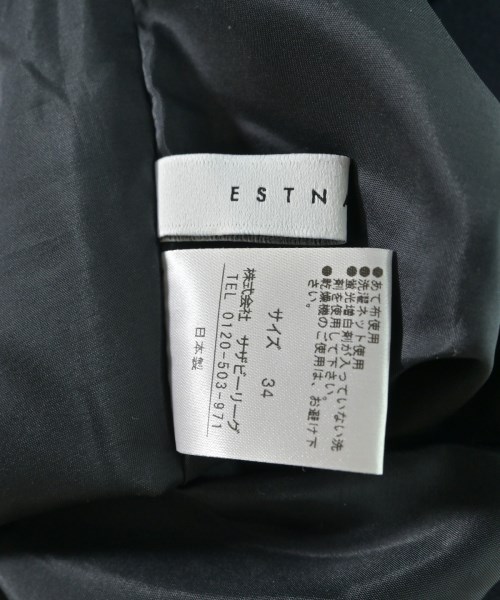 ESTN
●あて布使用
●洗濯ネット使用
●蛍光増白剤が入っていない洗
剤を使用して下さい。
●乾燥機のご使用は、お避け下
さい。
サイズ 34
株式会社 サザビーリーグ
TEL 0120-503-971
日本製